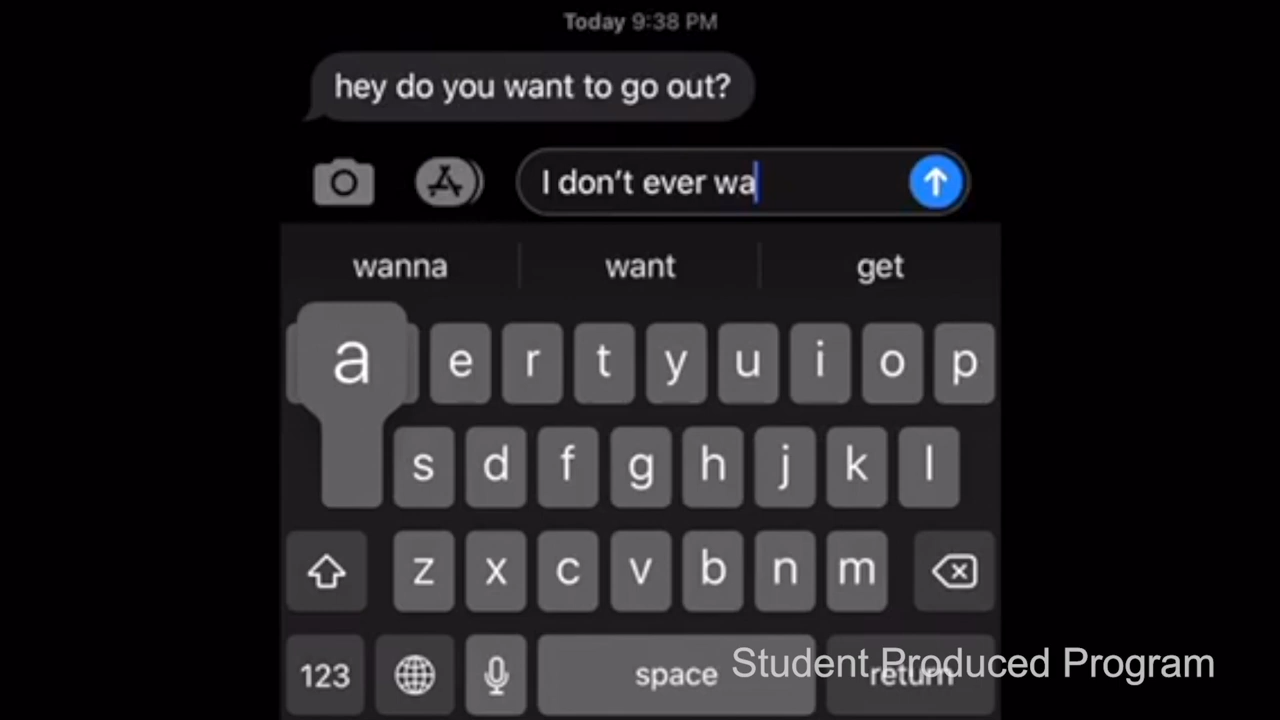 Today 9:38 PM
hey do you want to go out?
I don't ever wa
wanna want get
a e r t y u i o p
s d f g h j k l
z x c v b n m
123 space return
Student Produced Program